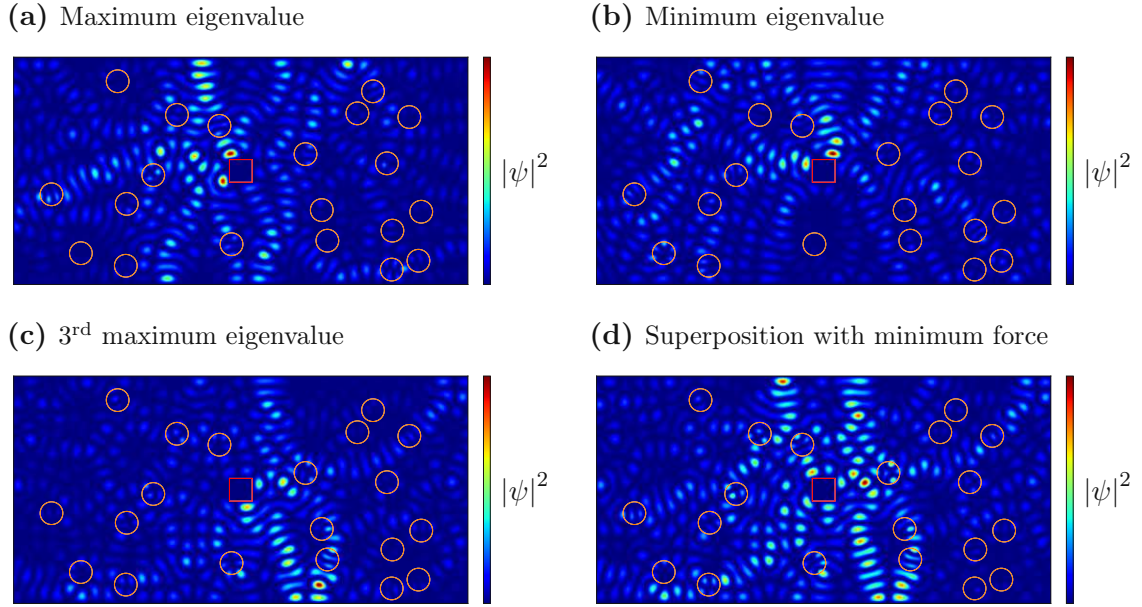 (a) Maximum eigenvalue
(b) Minimum eigenvalue
|ψ|²
|ψ|²
(c) 3rd maximum eigenvalue
(d) Superposition with minimum force
|ψ|²
|ψ|²